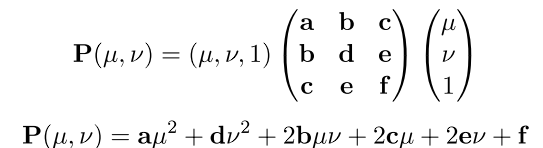 P(μ, ν) = (μ, ν, 1) ⎛a b c⎞ ⎛μ⎞
⎜b d e⎟ ⎜ν⎟
⎝c e f⎠ ⎝1⎠
P(μ, ν) = aμ² + dν² + 2bμν + 2cμ + 2eν + f